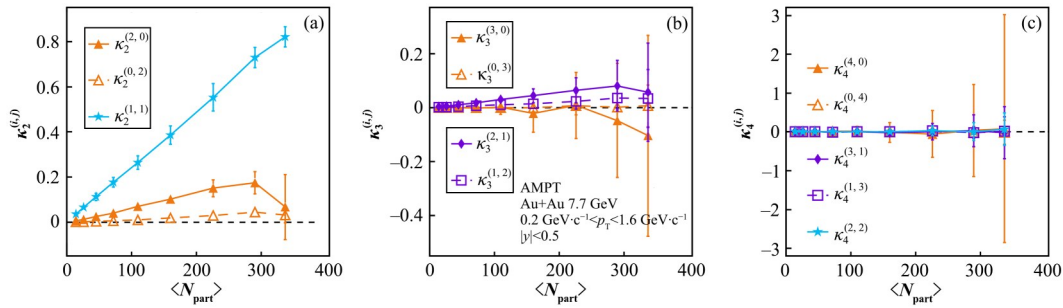 (a)
κ₂^(2, 0)
κ₂^(0, 2)
κ₂^(1, 1)
κ₂^(i, j)
0.8
0.6
0.4
0.2
0
0 100 200 300 400
⟨N_part⟩
(b)
κ₃^(3, 0)
κ₃^(0, 3)
κ₃^(2, 1)
κ₃^(1, 2)
κ₃^(i, j)
0.2
0
−0.2
−0.4
AMPT
Au+Au 7.7 GeV
0.2 GeV·c⁻¹<p_T<1.6 GeV·c⁻¹
|y|<0.5
0 100 200 300 400
⟨N_part⟩
(c)
κ₄^(4, 0)
κ₄^(0, 4)
κ₄^(3, 1)
κ₄^(1, 3)
κ₄^(2, 2)
κ₄^(i, j)
3
2
1
0
−1
−2
−3
0 100 200 300 400
⟨N_part⟩